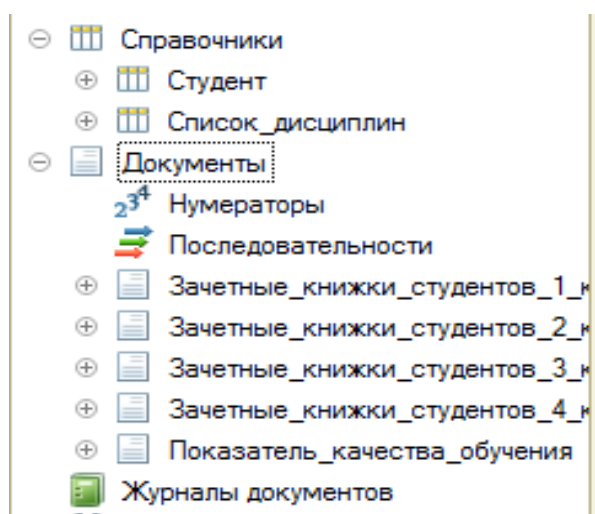 Справочники
Студент
Список_дисциплин
Документы
Нумераторы
Последовательности
Зачетные_книжки_студентов_1_к
Зачетные_книжки_студентов_2_к
Зачетные_книжки_студентов_3_к
Зачетные_книжки_студентов_4_к
Показатель_качества_обучения
Журналы документов